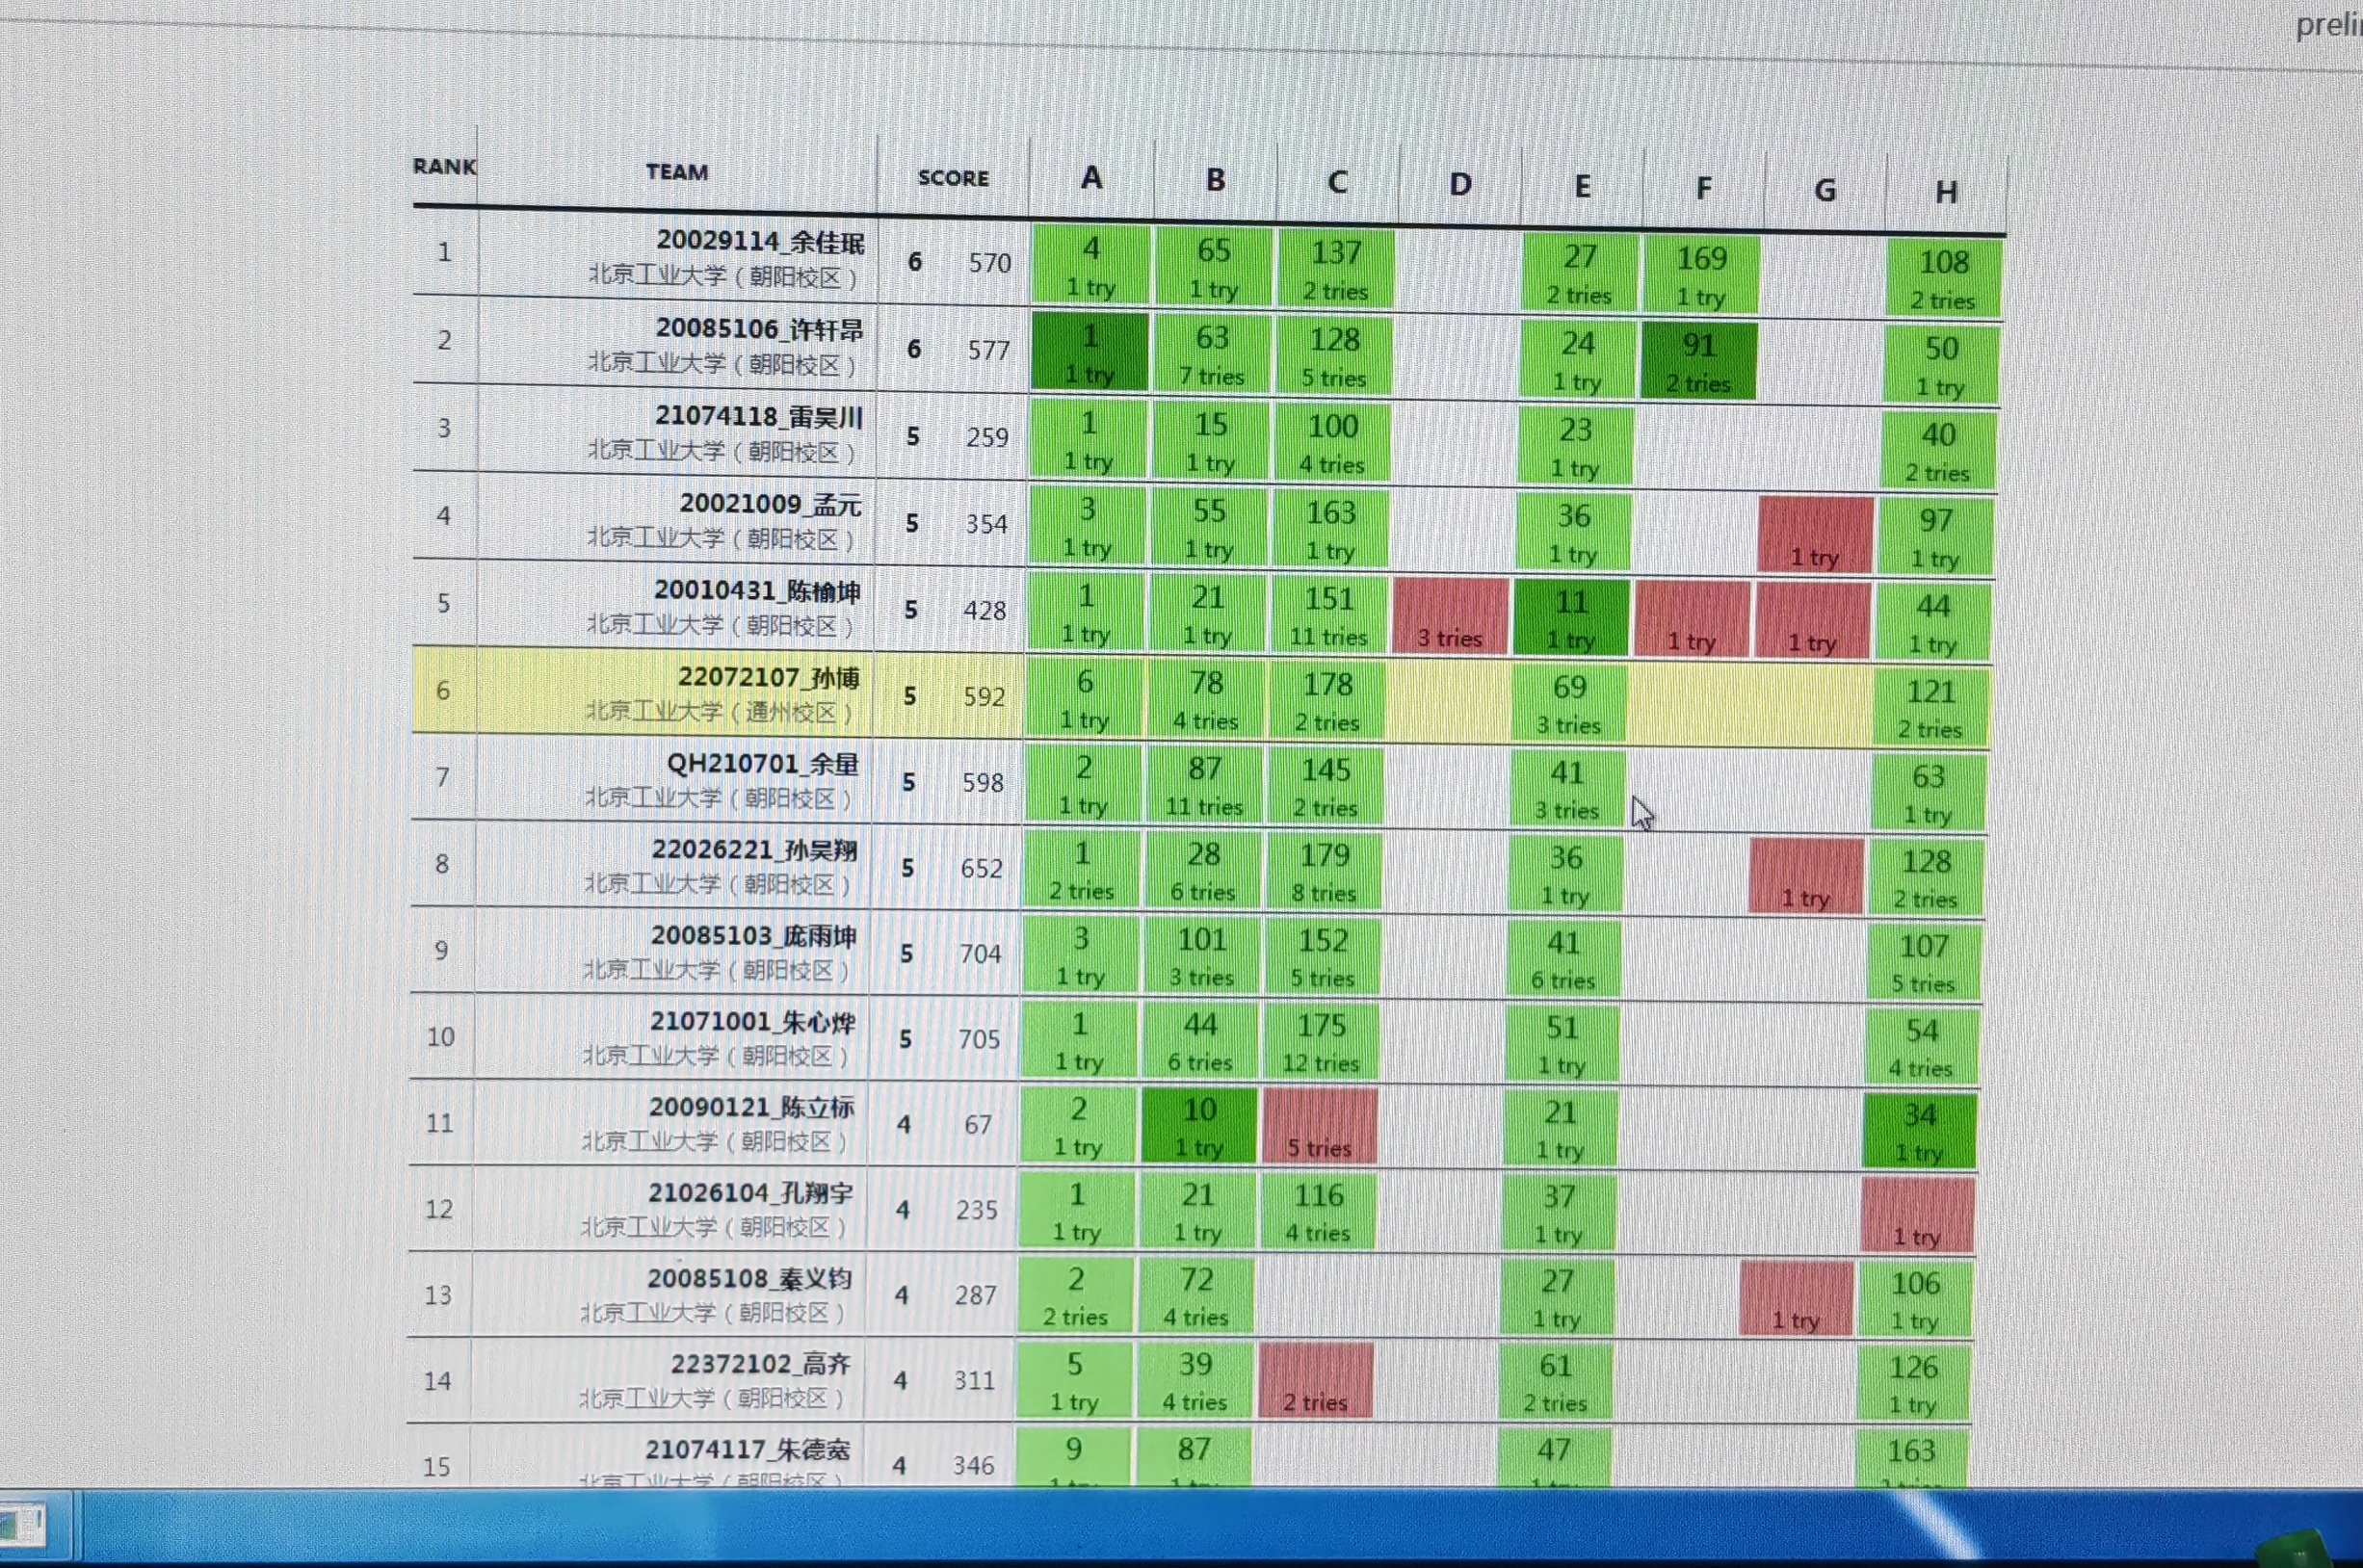 RANK TEAM SCORE A B C D E F G H
1 20029114_余佳珉 6 570 4 65 137 27 169 108
北京工业大学（朝阳校区） 1 try 1 try 2 tries 2 tries 1 try 2 tries
2 20085106_许轩昂 6 577 1 63 128 24 91 50
北京工业大学（朝阳校区） 1 try 7 tries 5 tries 1 try 2 tries 1 try
3 21074118_雷昊川 5 259 1 15 100 23 40
北京工业大学（朝阳校区） 1 try 1 try 4 tries 1 try 2 tries
4 20021009_孟元 5 354 3 55 163 36 97
北京工业大学（朝阳校区） 1 try 1 try 1 try 1 try 1 try 1 try
5 20010431_陈榆坤 5 428 1 21 151 11 44
北京工业大学（朝阳校区） 1 try 1 try 11 tries 3 tries 1 try 1 try 1 try 1 try
6 22072107_孙博 5 592 6 78 178 69 121
北京工业大学（通州校区） 1 try 4 tries 2 tries 3 tries 2 tries
7 QH210701_余量 5 598 2 87 145 41 63
北京工业大学（朝阳校区） 1 try 11 tries 2 tries 3 tries 1 try
8 22026221_孙昊翔 5 652 1 28 179 36 128
北京工业大学（朝阳校区） 2 tries 6 tries 8 tries 1 try 1 try 2 tries
9 20085103_庞雨坤 5 704 3 101 152 41 107
北京工业大学（朝阳校区） 1 try 3 tries 5 tries 6 tries 5 tries
10 21071001_朱心烨 5 705 1 44 175 51 54
北京工业大学（朝阳校区） 1 try 6 tries 12 tries 1 try 4 tries
11 20090121_陈立标 4 67 2 10 21 34
北京工业大学（朝阳校区） 1 try 1 try 5 tries 1 try 1 try
12 21026104_孔翔宇 4 235 1 21 116 37
北京工业大学（朝阳校区） 1 try 1 try 4 tries 1 try 1 try
13 20085108_秦义钧 4 287 2 72 27 106
北京工业大学（朝阳校区） 2 tries 4 tries 1 try 1 try 1 try
14 22372102_高齐 4 311 5 39 61 126
北京工业大学（朝阳校区） 1 try 4 tries 2 tries 2 tries 1 try
15 21074117_朱德 4 346 9 87 47 163
北京工业大学（朝阳校区）